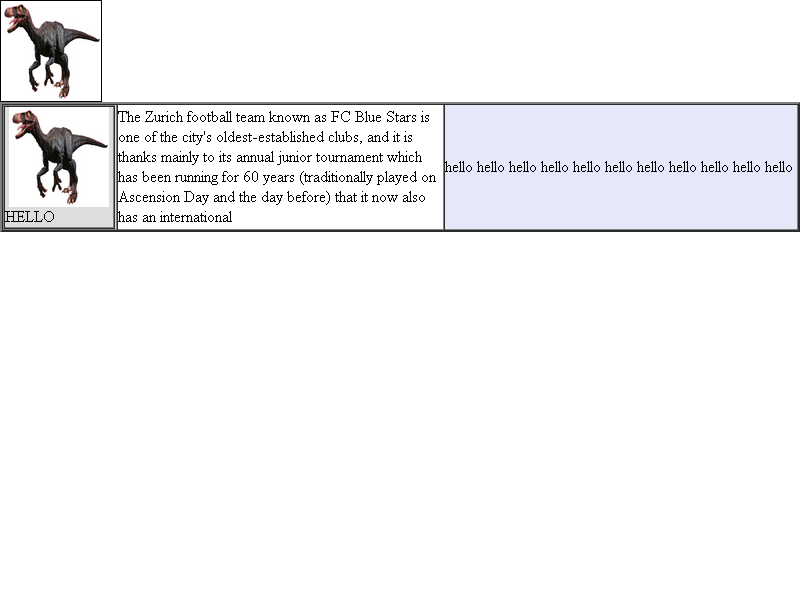 HELLO
The Zurich football team known as FC Blue Stars is
one of the city's oldest-established clubs, and it is
thanks mainly to its annual junior tournament which
has been running for 60 years (traditionally played on
Ascension Day and the day before) that it now also
has an international
hello hello hello hello hello hello hello hello hello hello hello